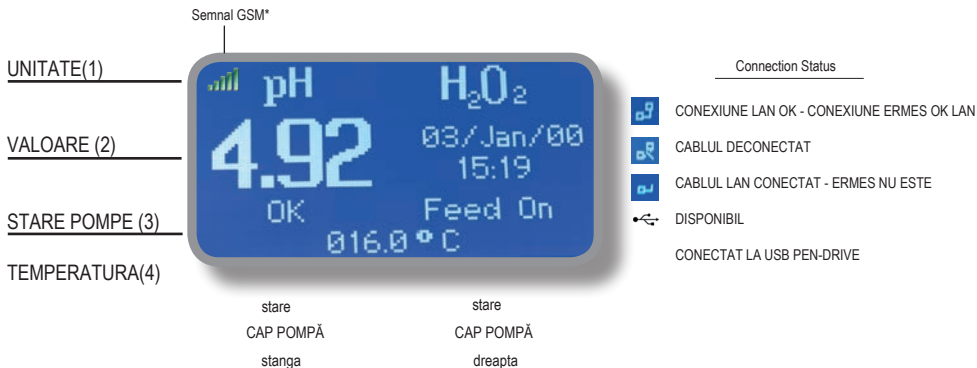 Semnal GSM*
UNITATE(1)
VALOARE (2)
STARE POMPE (3)
TEMPERATURA(4)
pH
H₂O₂
4.92
03/Jan/00
15:19
OK
Feed On
016.0 °C
stare
CAP POMPĂ
stanga
stare
CAP POMPĂ
dreapta
Connection Status
CONEXIUNE LAN OK - CONEXIUNE ERMES OK LAN
CABLUL DECONECTAT
CABLUL LAN CONECTAT - ERMES NU ESTE
DISPONIBIL
CONECTAT LA USB PEN-DRIVE